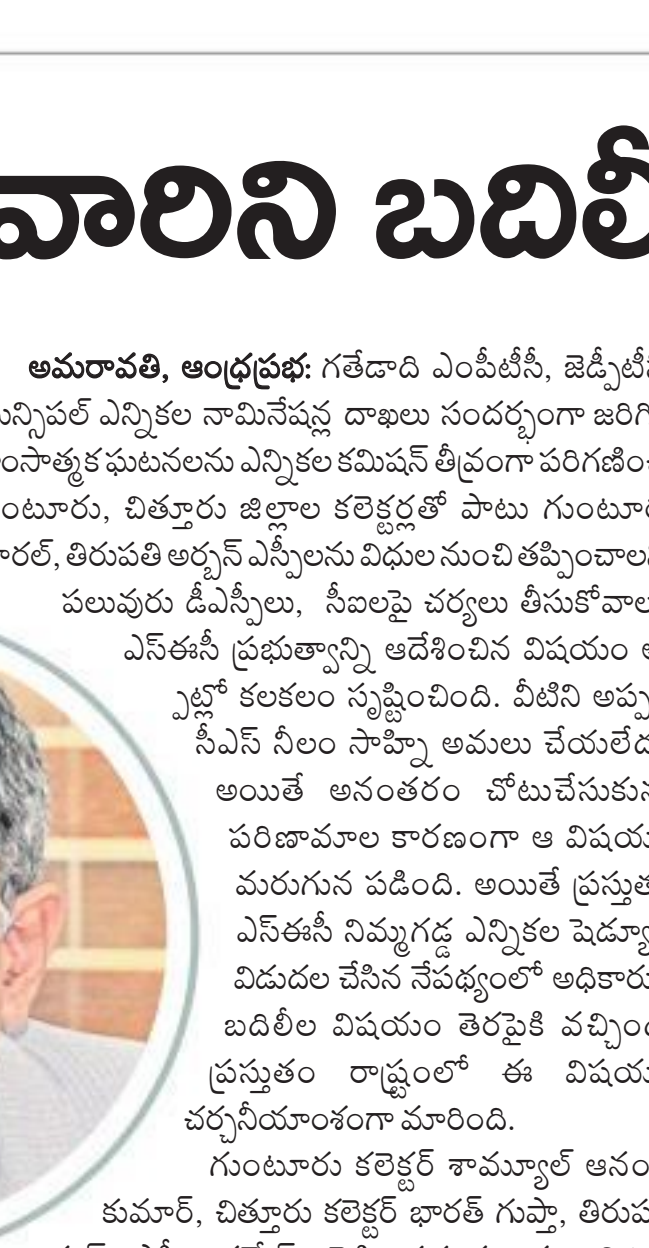 వారిని బదిలీ
అమరావతి, ఆంధ్రప్రభ: గతేడాది ఎంపీటీసీ, జెడ్పీటీసీ
మున్సిపల్ ఎన్నికల నామినేషన్ల దాఖలు సందర్భంగా జరిగి
ంసాత్మక ఘటనలను ఎన్నికల కమిషన్ తీవ్రంగా పరిగణించ
ంటూరు, చిత్తూరు జిల్లాల కలెక్టర్లతో పాటు గుంటూరు
రల్, తిరుపతి అర్బన్ ఎస్పీలను విధుల నుంచి తప్పించాల
పలువురు డీఎస్పీలు, సీఐలపై చర్యలు తీసుకోవాల
ఎస్ఈసీ ప్రభుత్వాన్ని ఆదేశించిన విషయం అ
ప్పట్లో కలకలం సృష్టించింది. వీటిని అప్ప
సీఎస్ నీలం సాహ్ని అమలు చేయలేదు
అయితే అనంతరం చోటుచేసుకున
పరిణామాల కారణంగా ఆ విషయ
మరుగున పడింది. అయితే ప్రస్తుత
ఎస్ఈసీ నిమ్మగడ్డ ఎన్నికల షెడ్యూ
విడుదల చేసిన నేపథ్యంలో అధికారు
బదిలీల విషయం తెరపైకి వచ్చింద
ప్రస్తుతం రాష్ట్రంలో ఈ విషయ
చర్చనీయాంశంగా మారింది.
గుంటూరు కలెక్టర్ శామ్యూల్ ఆనం
కుమార్, చిత్తూరు కలెక్టర్ భారత్ గుప్తా, తిరుప